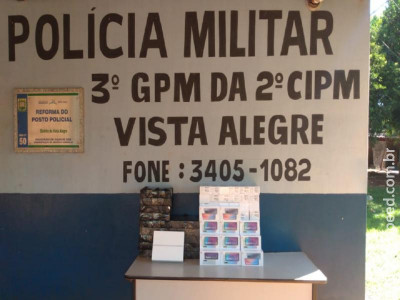 POLÍCIA MILITAR
3º GPM DA 2º CIPM
REFORMA DO
POSTO POLICIAL
VISTA ALEGRE
FONE : 3405-1082